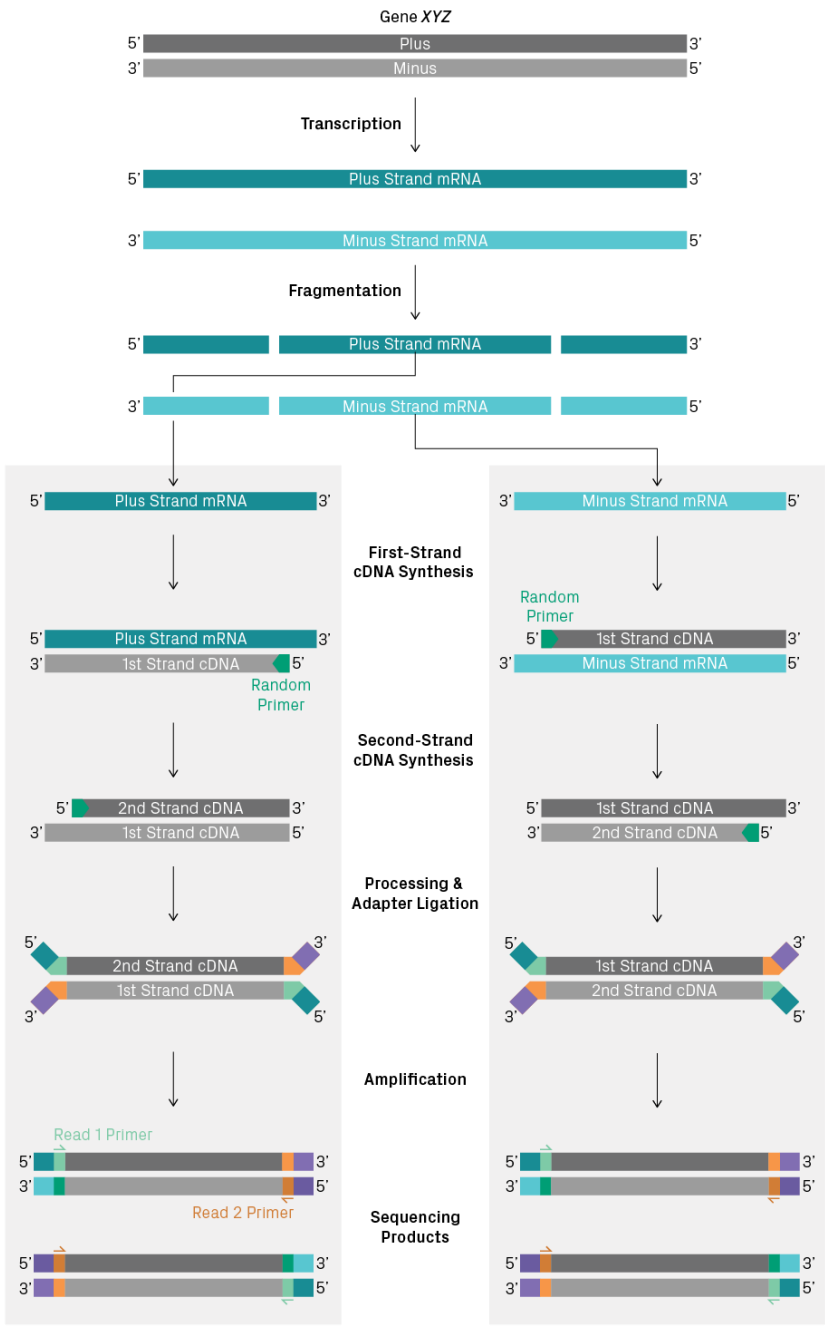 Gene XYZ
5’ Plus 3’
3’ Minus 5’
Transcription
5’ Plus Strand mRNA 3’
3’ Minus Strand mRNA 5’
Fragmentation
5’ Plus Strand mRNA 3’
3’ Minus Strand mRNA 5’
5’ Plus Strand mRNA 3’
3’ Minus Strand mRNA 5’
First-Strand
cDNA Synthesis
Random
Primer
5’ Plus Strand mRNA 3’
3’ 1st Strand cDNA 5’
Random
Primer
5’ 1st Strand cDNA 3’
3’ Minus Strand mRNA 5’
Second-Strand
cDNA Synthesis
5’ 2nd Strand cDNA 3’
3’ 1st Strand cDNA 5’
5’ 1st Strand cDNA 3’
3’ 2nd Strand cDNA 5’
Processing &
Adapter Ligation
5’ 3’
2nd Strand cDNA
1st Strand cDNA
3’ 5’
5’ 3’
1st Strand cDNA
2nd Strand cDNA
3’ 5’
Amplification
Read 1 Primer
5’ 3’
3’ 5’
Read 2 Primer
5’ 3’
3’ 5’
Sequencing
Products
5’ 3’
3’ 5’
5’ 3’
3’ 5’